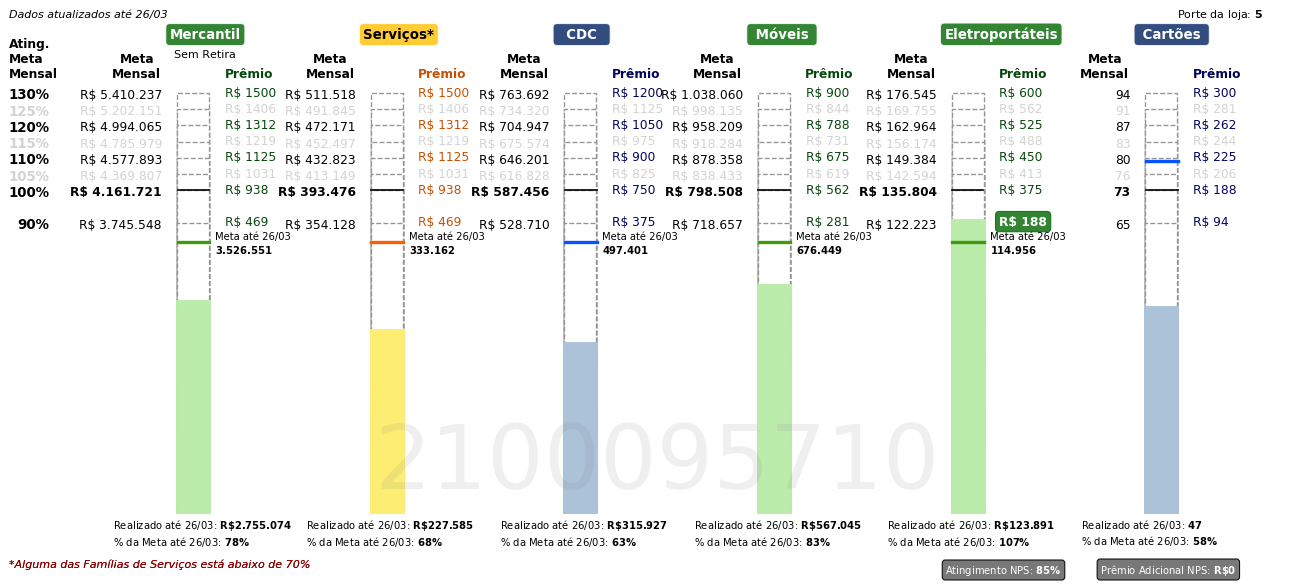 Dados atualizados até 26/03
Porte da loja: 5
Mercantil Serviços* CDC Móveis Eletroportáteis Cartões
Sem Retira
Ating. Meta Mensal
Meta Mensal Prêmio Meta Mensal Prêmio Meta Mensal Prêmio Meta Mensal Prêmio Meta Mensal Prêmio Meta Mensal Prêmio
130% R$ 5.410.237 R$ 1500 R$ 511.518 R$ 1500 R$ 763.692 R$ 1200 R$ 1.038.060 R$ 900 R$ 176.545 R$ 600 94 R$ 300
125% R$ 5.202.151 R$ 1406 R$ 491.845 R$ 1406 R$ 734.320 R$ 1125 R$ 998.135 R$ 844 R$ 169.755 R$ 562 91 R$ 281
120% R$ 4.994.065 R$ 1312 R$ 472.171 R$ 1312 R$ 704.947 R$ 1050 R$ 958.209 R$ 788 R$ 162.964 R$ 525 87 R$ 262
115% R$ 4.785.979 R$ 1219 R$ 452.497 R$ 1219 R$ 675.574 R$ 975 R$ 918.284 R$ 731 R$ 156.174 R$ 488 83 R$ 244
110% R$ 4.577.893 R$ 1125 R$ 432.823 R$ 1125 R$ 646.201 R$ 900 R$ 878.358 R$ 675 R$ 149.384 R$ 450 80 R$ 225
105% R$ 4.369.807 R$ 1031 R$ 413.149 R$ 1031 R$ 616.828 R$ 825 R$ 838.433 R$ 619 R$ 142.594 R$ 413 76 R$ 206
100% R$ 4.161.721 R$ 938 R$ 393.476 R$ 938 R$ 587.456 R$ 750 R$ 798.508 R$ 562 R$ 135.804 R$ 375 73 R$ 188
90% R$ 3.745.548 R$ 469 R$ 354.128 R$ 469 R$ 528.710 R$ 375 R$ 718.657 R$ 281 R$ 122.223 R$ 188 65 R$ 94
Meta até 26/03 Meta até 26/03 Meta até 26/03 Meta até 26/03 Meta até 26/03
3.526.551 333.162 497.401 676.449 114.956
2100095710
Realizado até 26/03: R$2.755.074 Realizado até 26/03: R$227.585 Realizado até 26/03: R$315.927 Realizado até 26/03: R$567.045 Realizado até 26/03: R$123.891 Realizado até 26/03: 47
% da Meta até 26/03: 78% % da Meta até 26/03: 68% % da Meta até 26/03: 63% % da Meta até 26/03: 83% % da Meta até 26/03: 107% % da Meta até 26/03: 58%
*Alguma das Famílias de Serviços está abaixo de 70%
Atingimento NPS: 85% Prêmio Adicional NPS: R$0